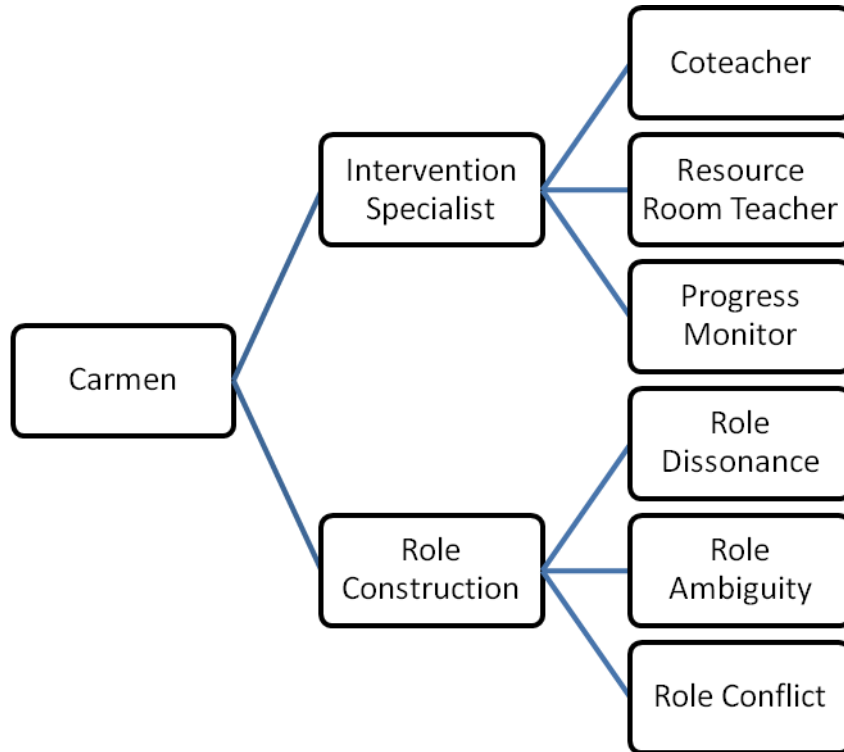 Coteacher
Intervention
Specialist
Resource
Room Teacher
Progress
Monitor
Carmen
Role
Dissonance
Role
Construction
Role
Ambiguity
Role Conflict